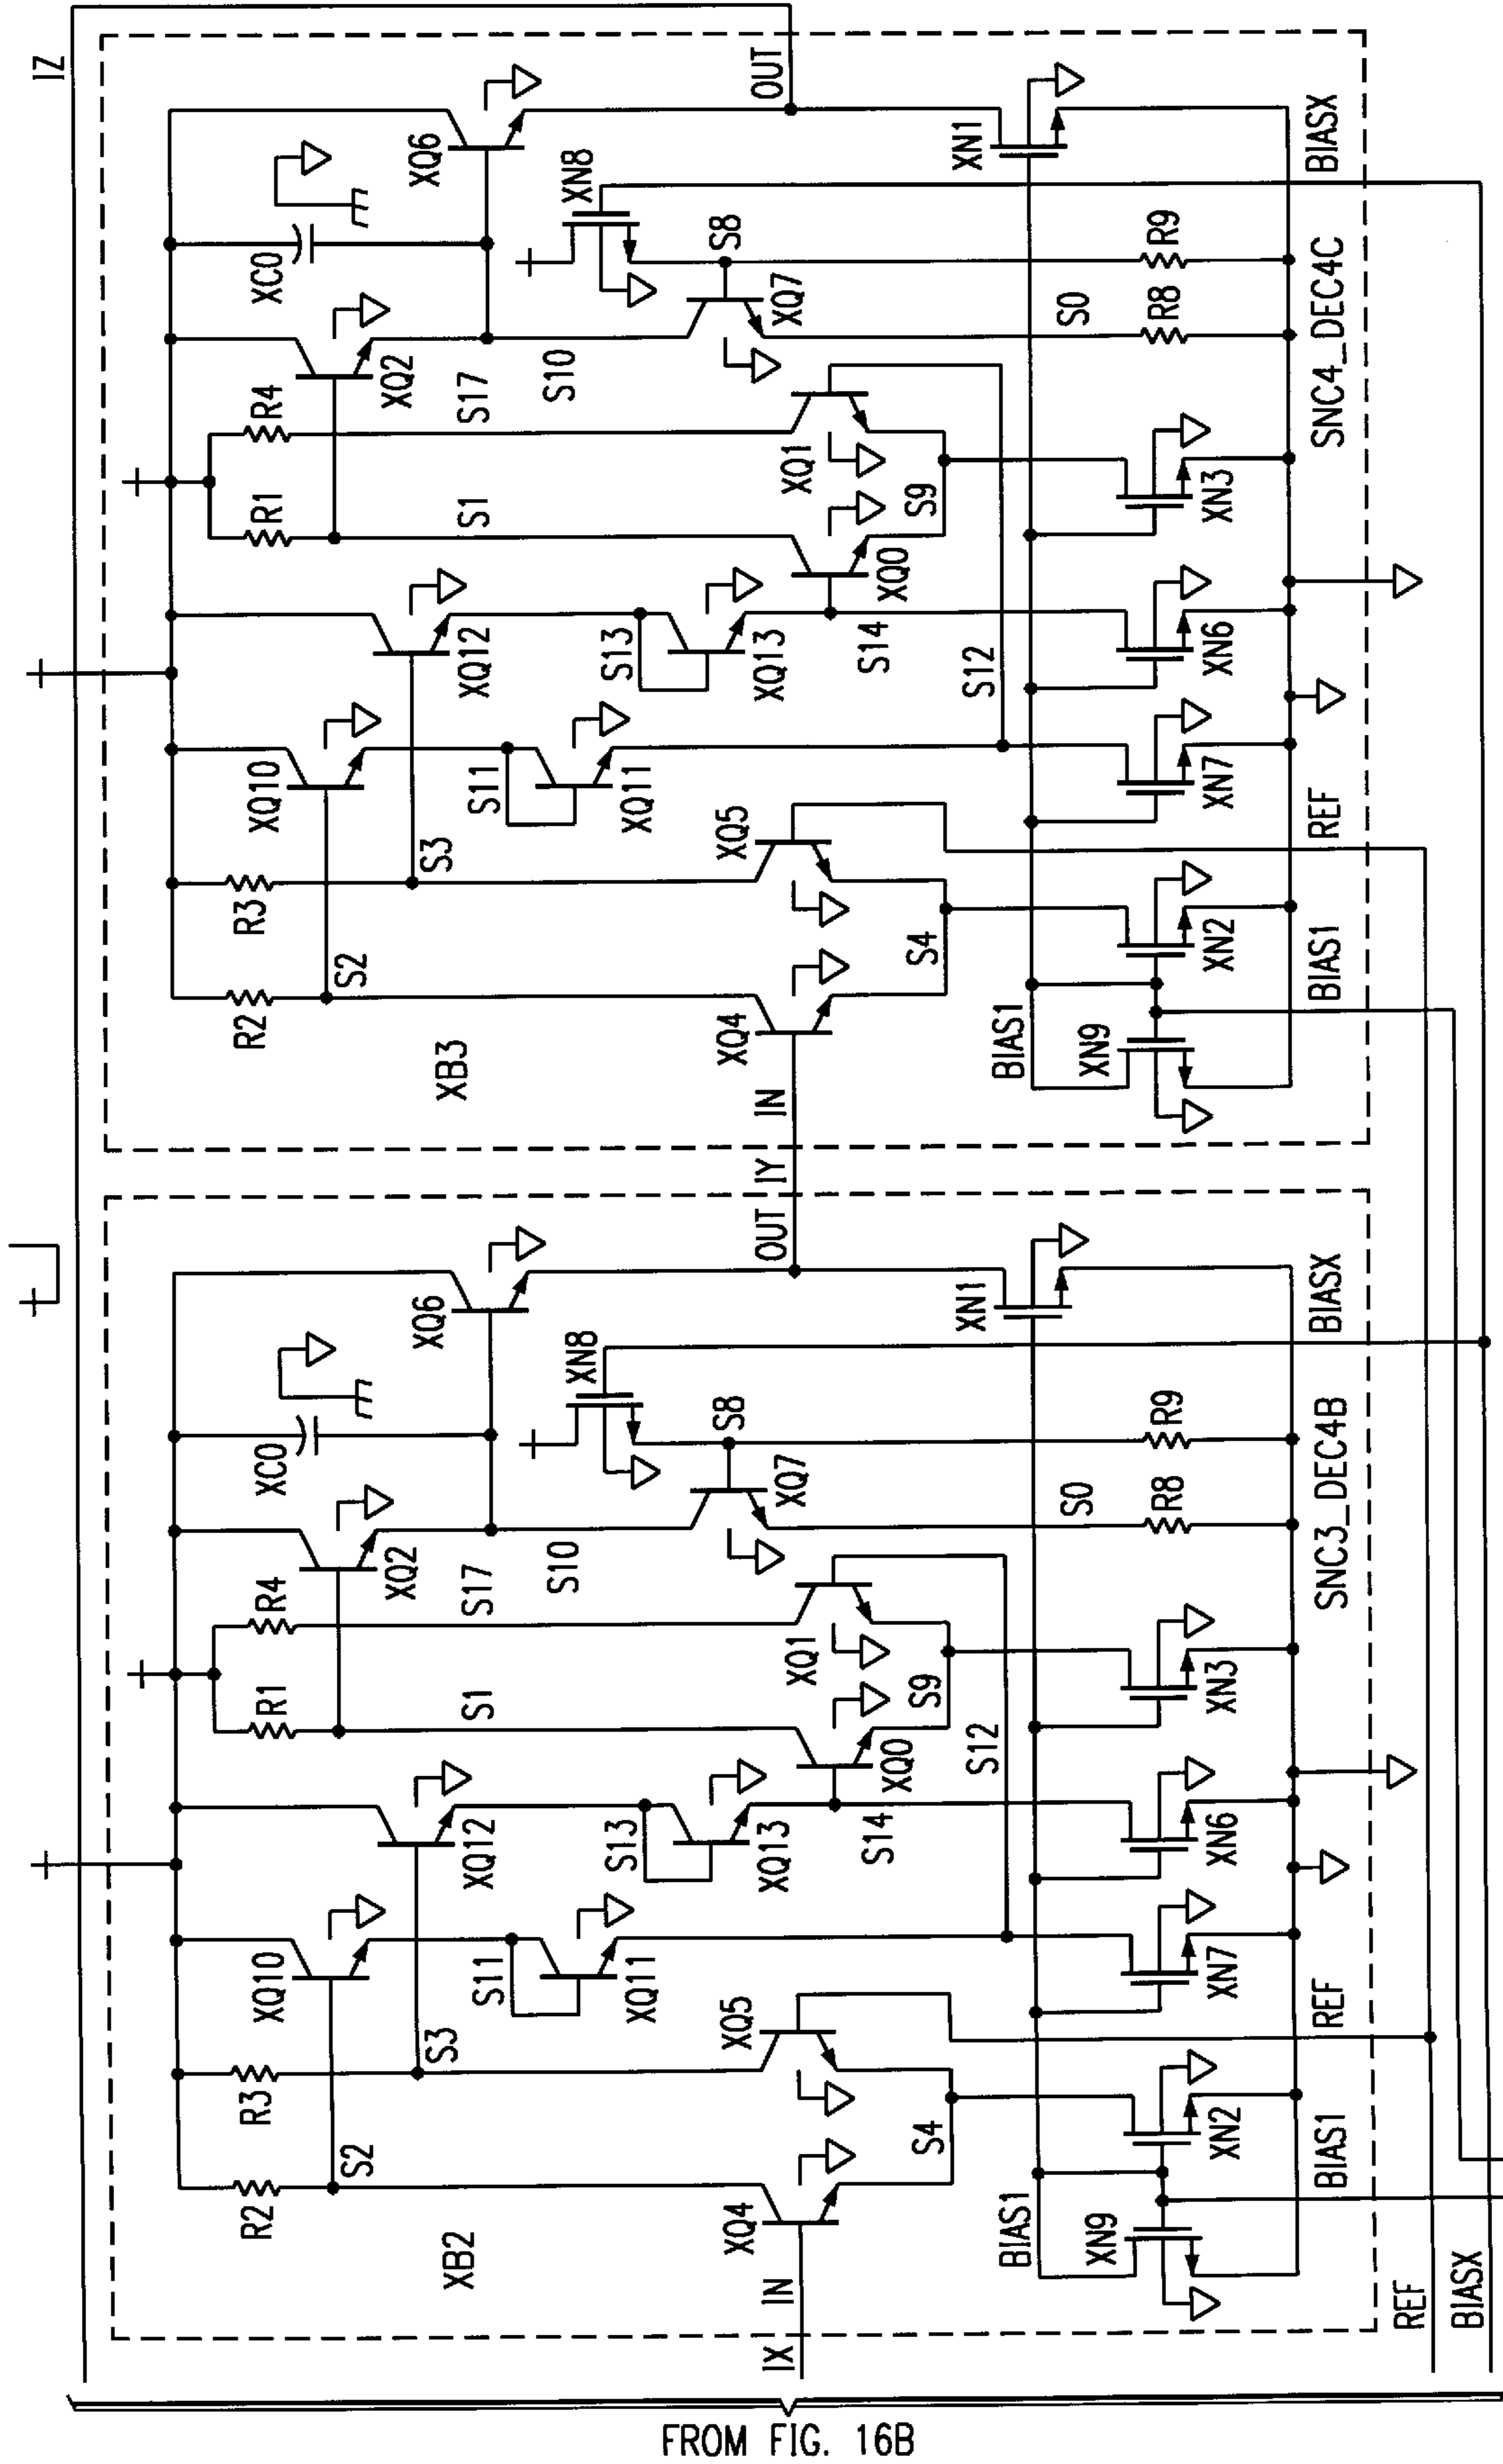 IZ
XC0
XQ6
OUT
XN8
XN1
BIASX
XQ2
R4
S17
S10
S8
XQ7
S0
R9
R8
SNC4_DEC4C
R1
S1
XQ1
XQ0
S9
XN3
XQ12
S13
XQ13
S14
S12
XN6
XQ10
S11
XQ11
XN7
R3
S3
XQ5
REF
R2
S2
XB3
XQ4
S4
XN2
BIAS1
XN9
BIAS1
IN
IY
OUT
XC0
XQ6
XN8
XN1
BIASX
XQ2
R4
S17
S10
S8
XQ7
S0
R9
R8
SNC3_DEC4B
R1
S1
XQ1
XQ0
S9
XN3
XQ12
S13
XQ13
S14
S12
XN6
XQ10
S11
XQ11
XN7
R3
S3
XQ5
REF
R2
S2
XB2
XQ4
S4
XN2
BIAS1
XN9
BIAS1
IN
IX
REF
BIASX
FROM FIG. 16B